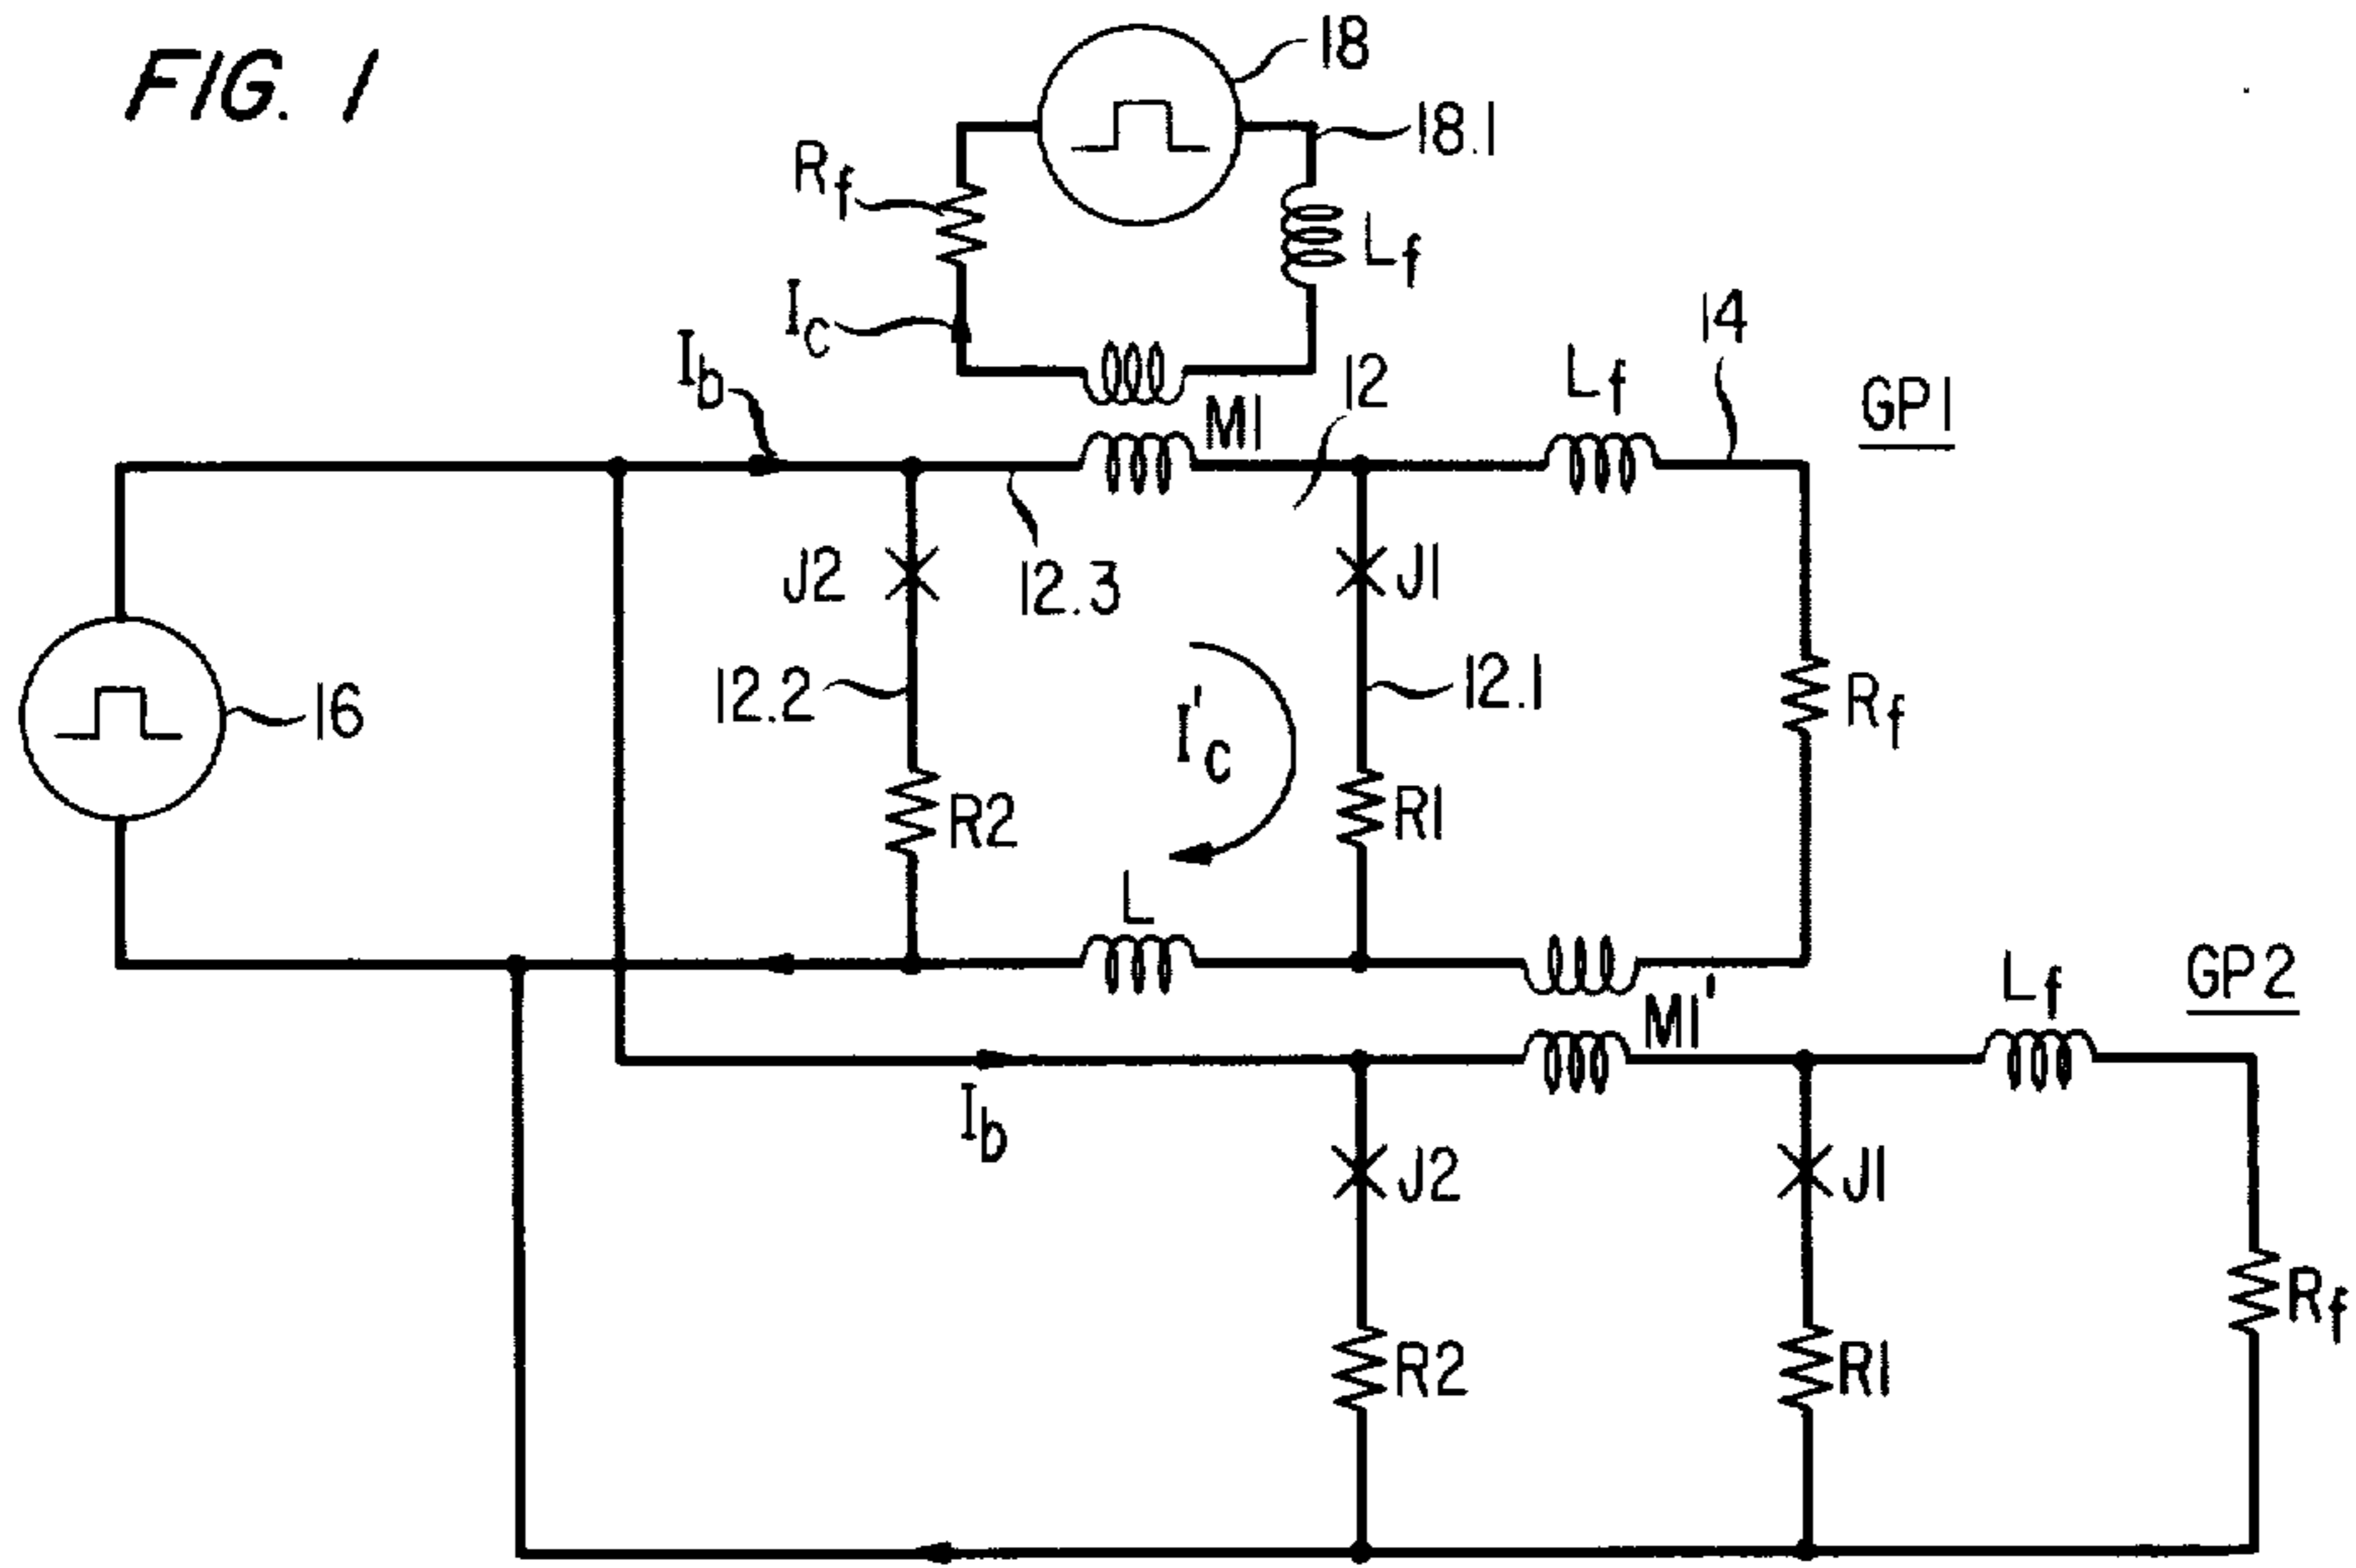 FIG. 1
18
18.1
Rf
Lf
Ic
Ib
M1
12
Lf
14
GP1
J2
12.3
J1
16
12.2
I'c
12.1
Rf
R2
R1
L
M1'
Lf
GP2
Ib
J2
J1
R2
R1
Rf